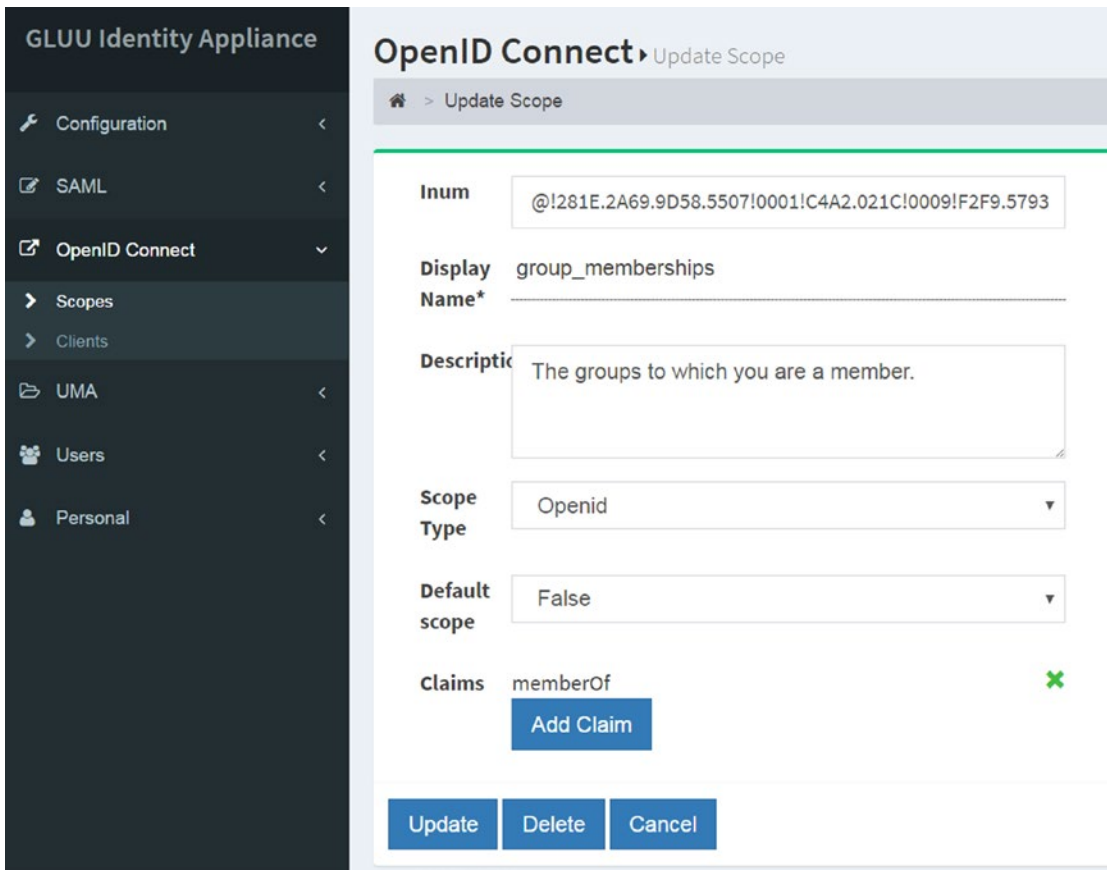 GLUU Identity Appliance
Configuration
SAML
OpenID Connect
Scopes
Clients
UMA
Users
Personal
OpenID Connect Update Scope
> Update Scope
Inum
@!281E.2A69.9D58.5507!0001!C4A2.021C!0009!F2F9.5793
Display
Name*
group_memberships
Descriptio
The groups to which you are a member.
Scope
Type
Openid
Default
scope
False
Claims
memberOf
Add Claim
Update
Delete
Cancel